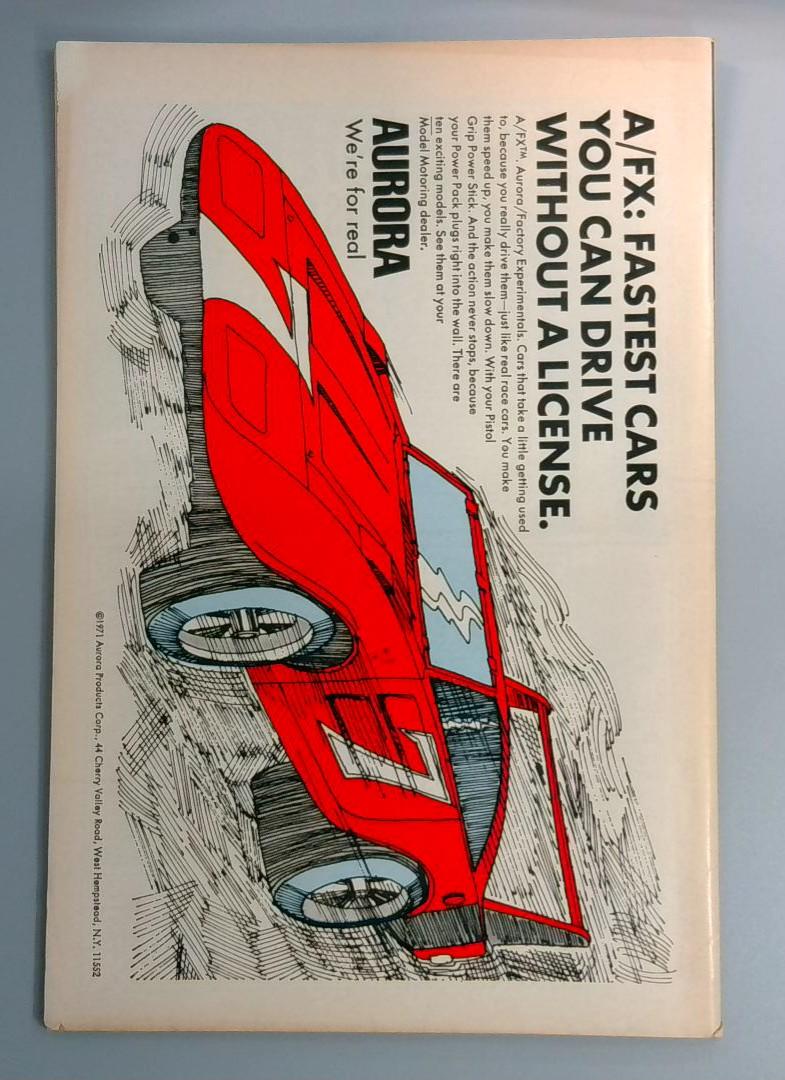 A/FX: FASTEST CARS
YOU CAN DRIVE
WITHOUT A LICENSE.
A/FX™. Aurora/Factory Experimentals. Cars that take a little getting used
to, because you really drive them—just like real race cars. You make
them speed up, you make them slow down. With your Pistol
Grip Power Stick. And the action never stops, because
your Power Pack plugs right into the wall. There are
ten exciting models. See them at your
Model Motoring dealer.
AURORA
We're for real
7
7
©1971 Aurora Products Corp., 44 Cherry Valley Road, West Hempstead, N.Y. 11552